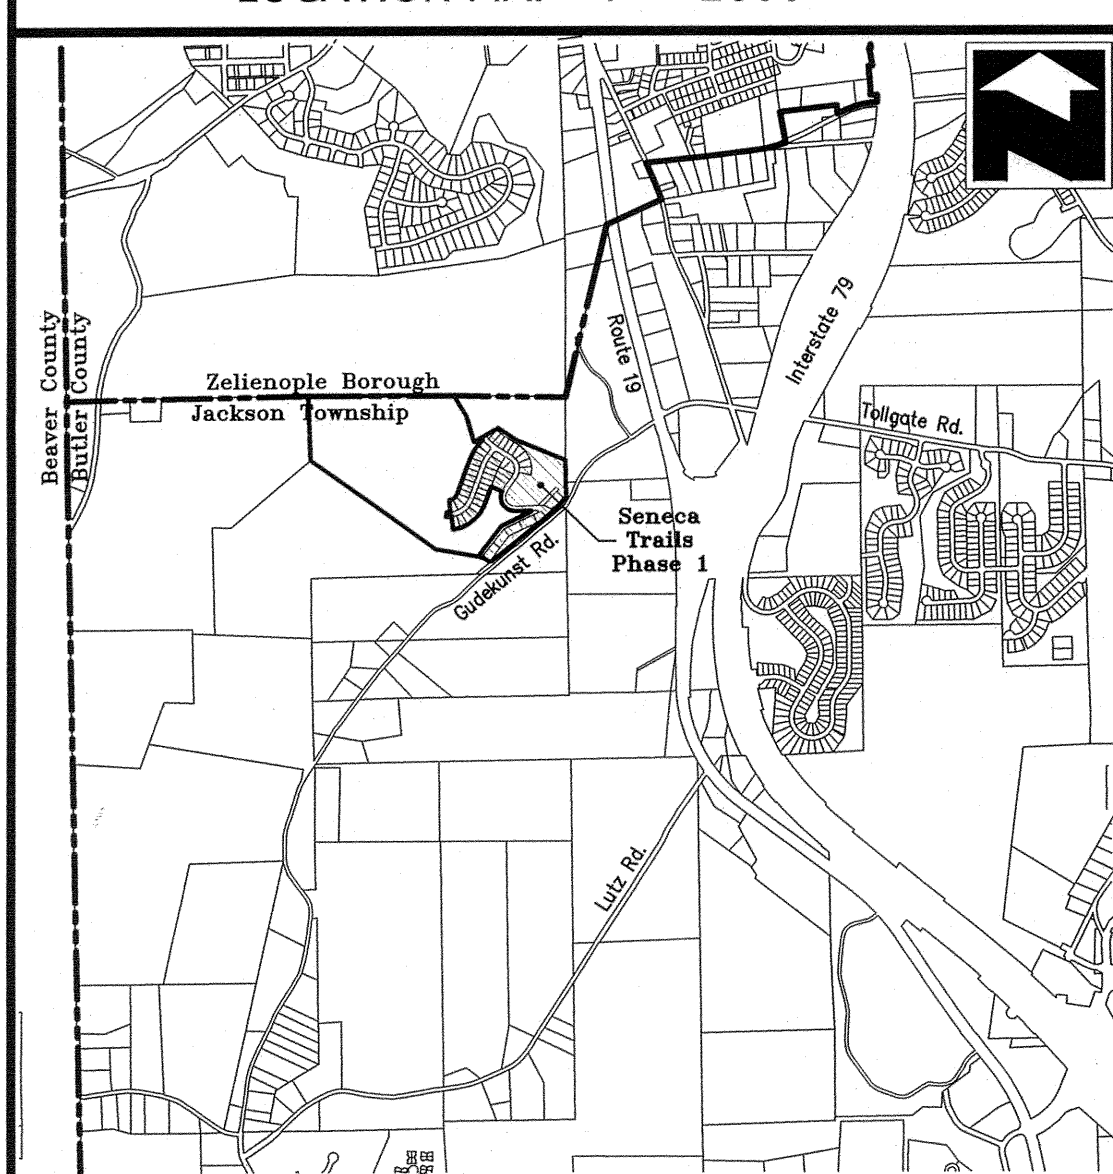 Beaver County
Butler County
Zelienople Borough
Jackson Township
Route 19
Interstate 79
Tollgate Rd.
Seneca
Trails
Phase 1
Gudekunst Rd.
Lutz Rd.
N